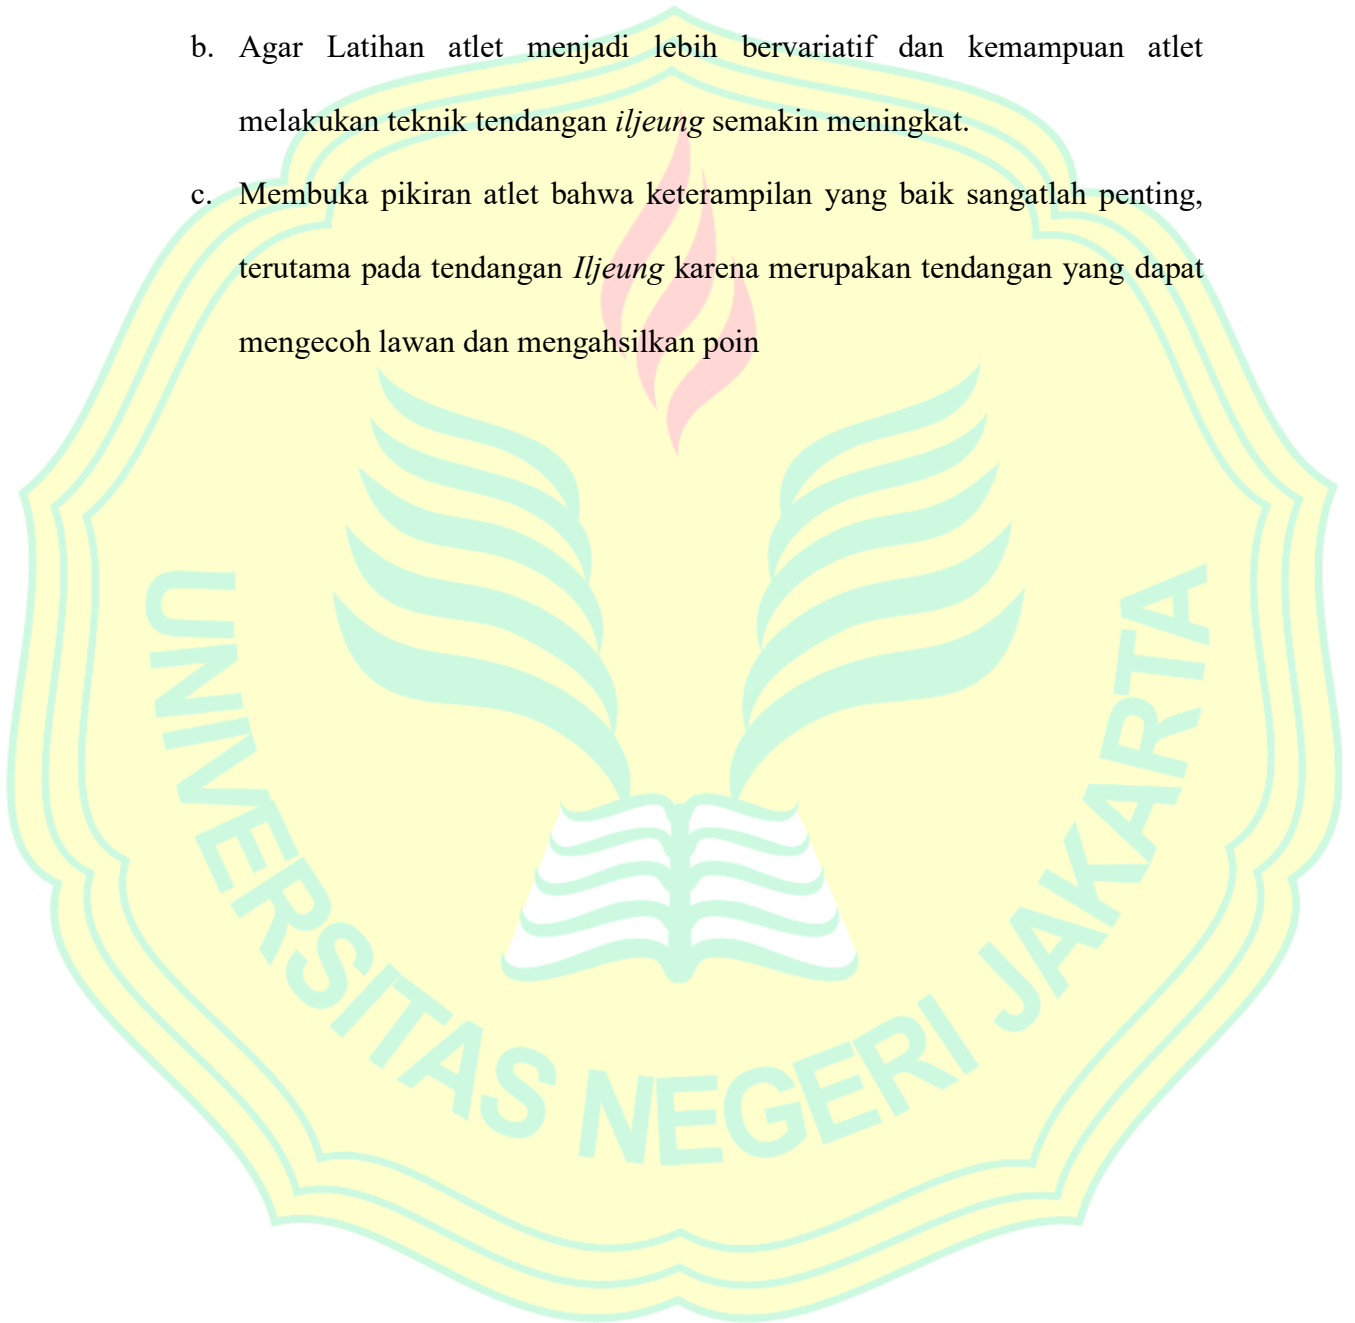 b. Agar Latihan atlet menjadi lebih bervariatif dan kemampuan atlet
melakukan teknik tendangan iljeung semakin meningkat.
c. Membuka pikiran atlet bahwa keterampilan yang baik sangatlah penting,
terutama pada tendangan Iljeung karena merupakan tendangan yang dapat
mengecoh lawan dan mengahsilkan poin
UNIVERSITAS NEGERI JAKARTA